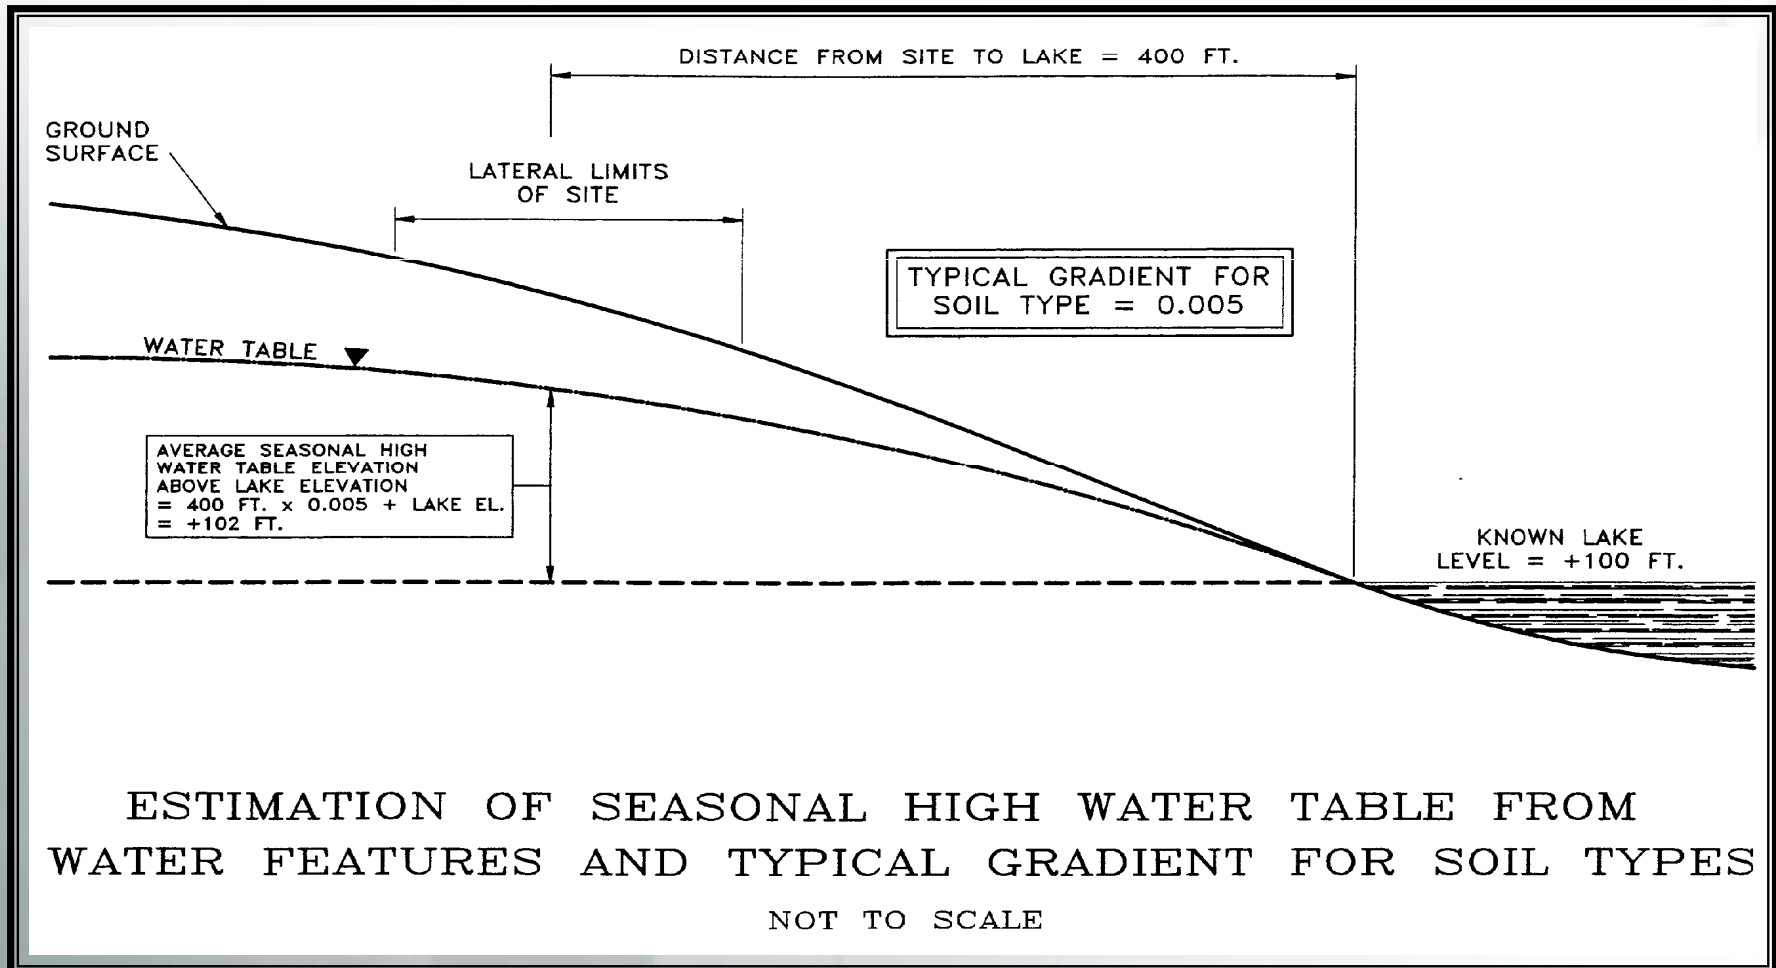 DISTANCE FROM SITE TO LAKE = 400 FT.
GROUND
SURFACE
LATERAL LIMITS
OF SITE
TYPICAL GRADIENT FOR
SOIL TYPE = 0.005
WATER TABLE
AVERAGE SEASONAL HIGH
WATER TABLE ELEVATION
ABOVE LAKE ELEVATION
= 400 FT. x 0.005 + LAKE EL.
= +102 FT.
KNOWN LAKE
LEVEL = +100 FT.
ESTIMATION OF SEASONAL HIGH WATER TABLE FROM
WATER FEATURES AND TYPICAL GRADIENT FOR SOIL TYPES
NOT TO SCALE